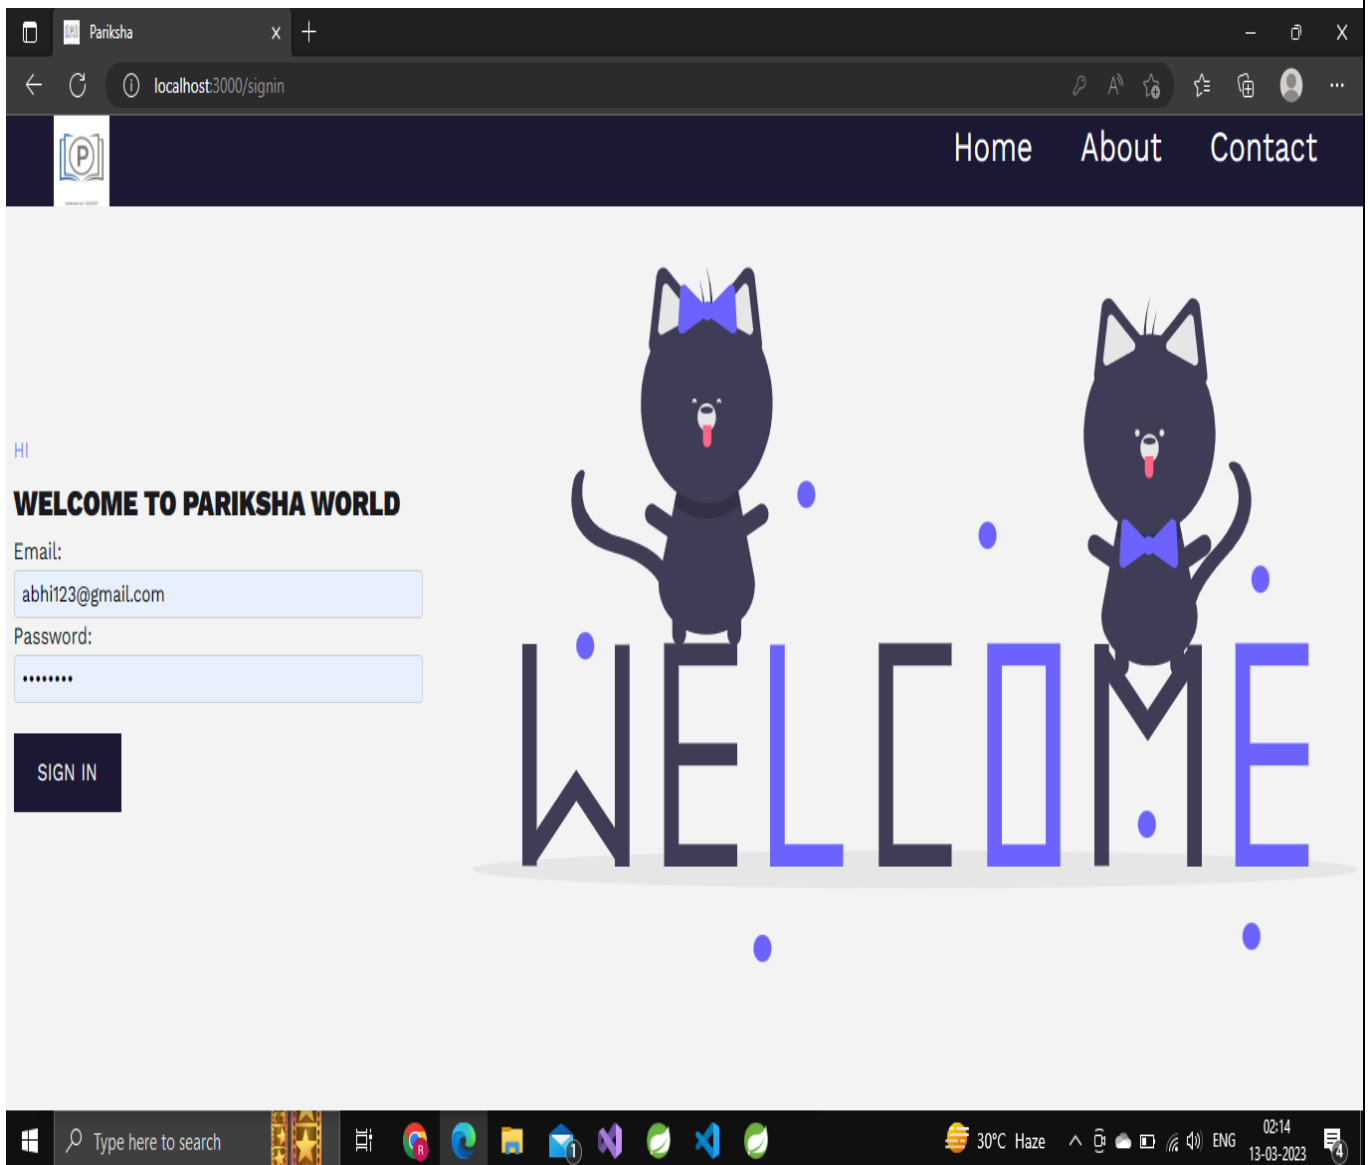 Pariksha
localhost:3000/signin
P
Home About Contact
HI
WELCOME TO PARIKSHA WORLD
Email:
abhi123@gmail.com
Password:
••••••••
SIGN IN
WELCOME
Type here to search
30°C Haze
ENG
02:14
13-03-2023
4